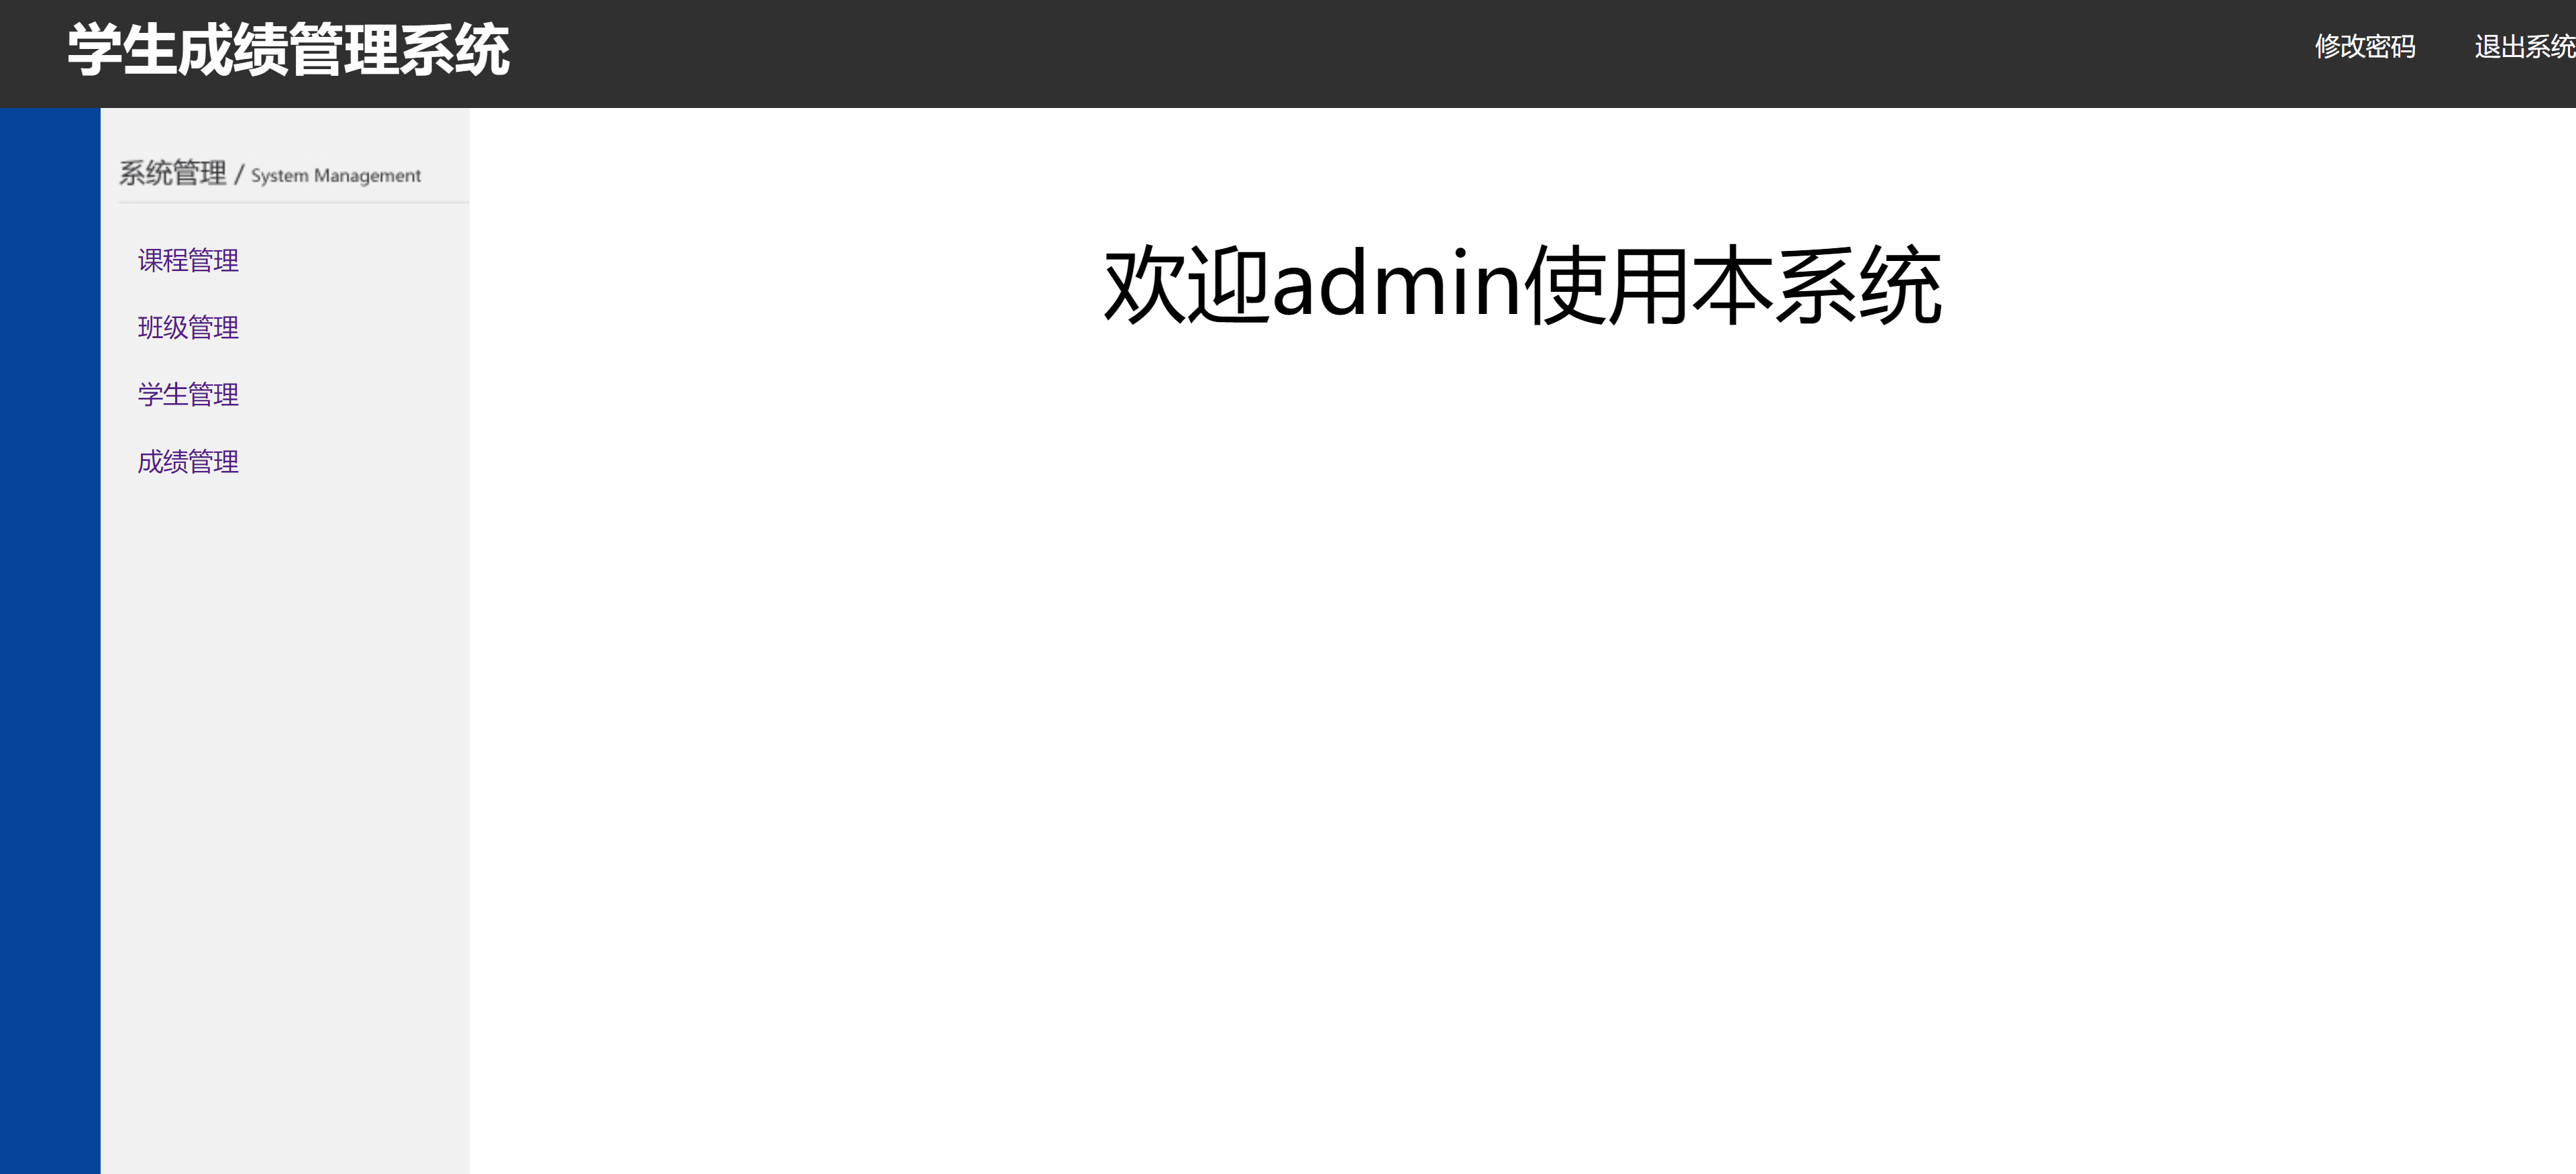 学生成绩管理系统
修改密码 退出系统
系统管理 / System Management
课程管理
班级管理
学生管理
成绩管理
欢迎admin使用本系统